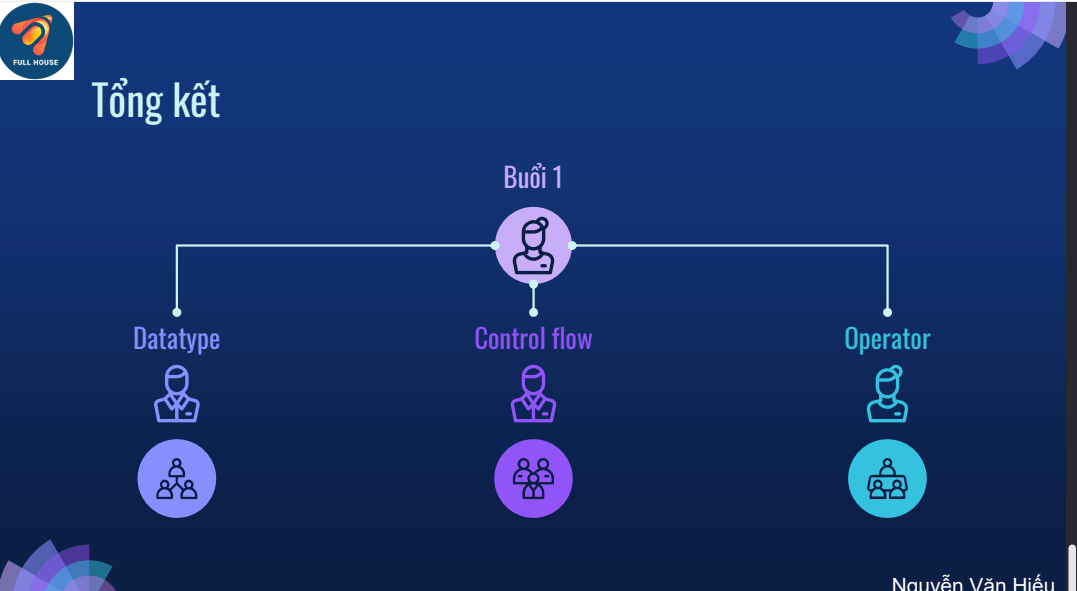 FULL HOUSE
Tổng kết
Buổi 1
Datatype
Control flow
Operator
Nguyễn Văn Hiếu